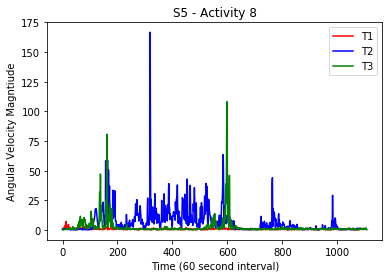 S5 - Activity 8
Angular Velocity Magntiude
175
150
125
100
75
50
25
0
T1
T2
T3
0 200 400 600 800 1000
Time (60 second interval)